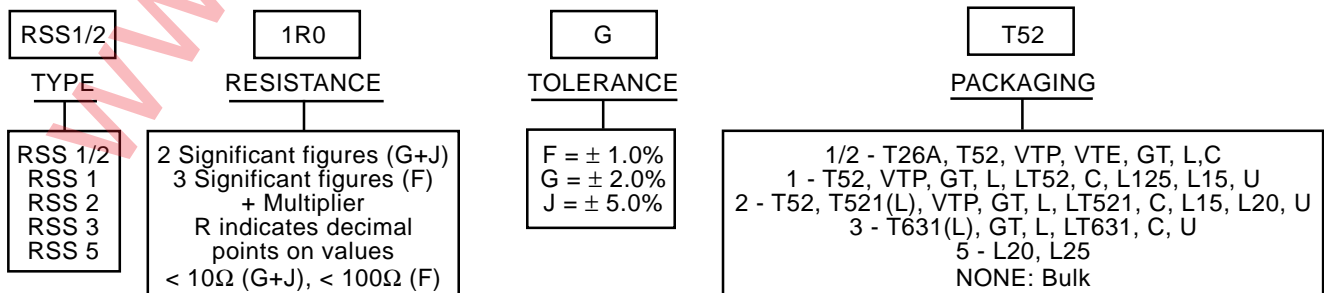 RSS1/2 1R0 G T52
TYPE RESISTANCE TOLERANCE PACKAGING
RSS 1/2
RSS 1
RSS 2
RSS 3
RSS 5
2 Significant figures (G+J)
3 Significant figures (F)
+ Multiplier
R indicates decimal
points on values
< 10Ω (G+J), < 100Ω (F)
F = ± 1.0%
G = ± 2.0%
J = ± 5.0%
1/2 - T26A, T52, VTP, VTE, GT, L,C
1 - T52, VTP, GT, L, LT52, C, L125, L15, U
2 - T52, T521(L), VTP, GT, L, LT521, C, L15, L20, U
3 - T631(L), GT, L, LT631, C, U
5 - L20, L25
NONE: Bulk